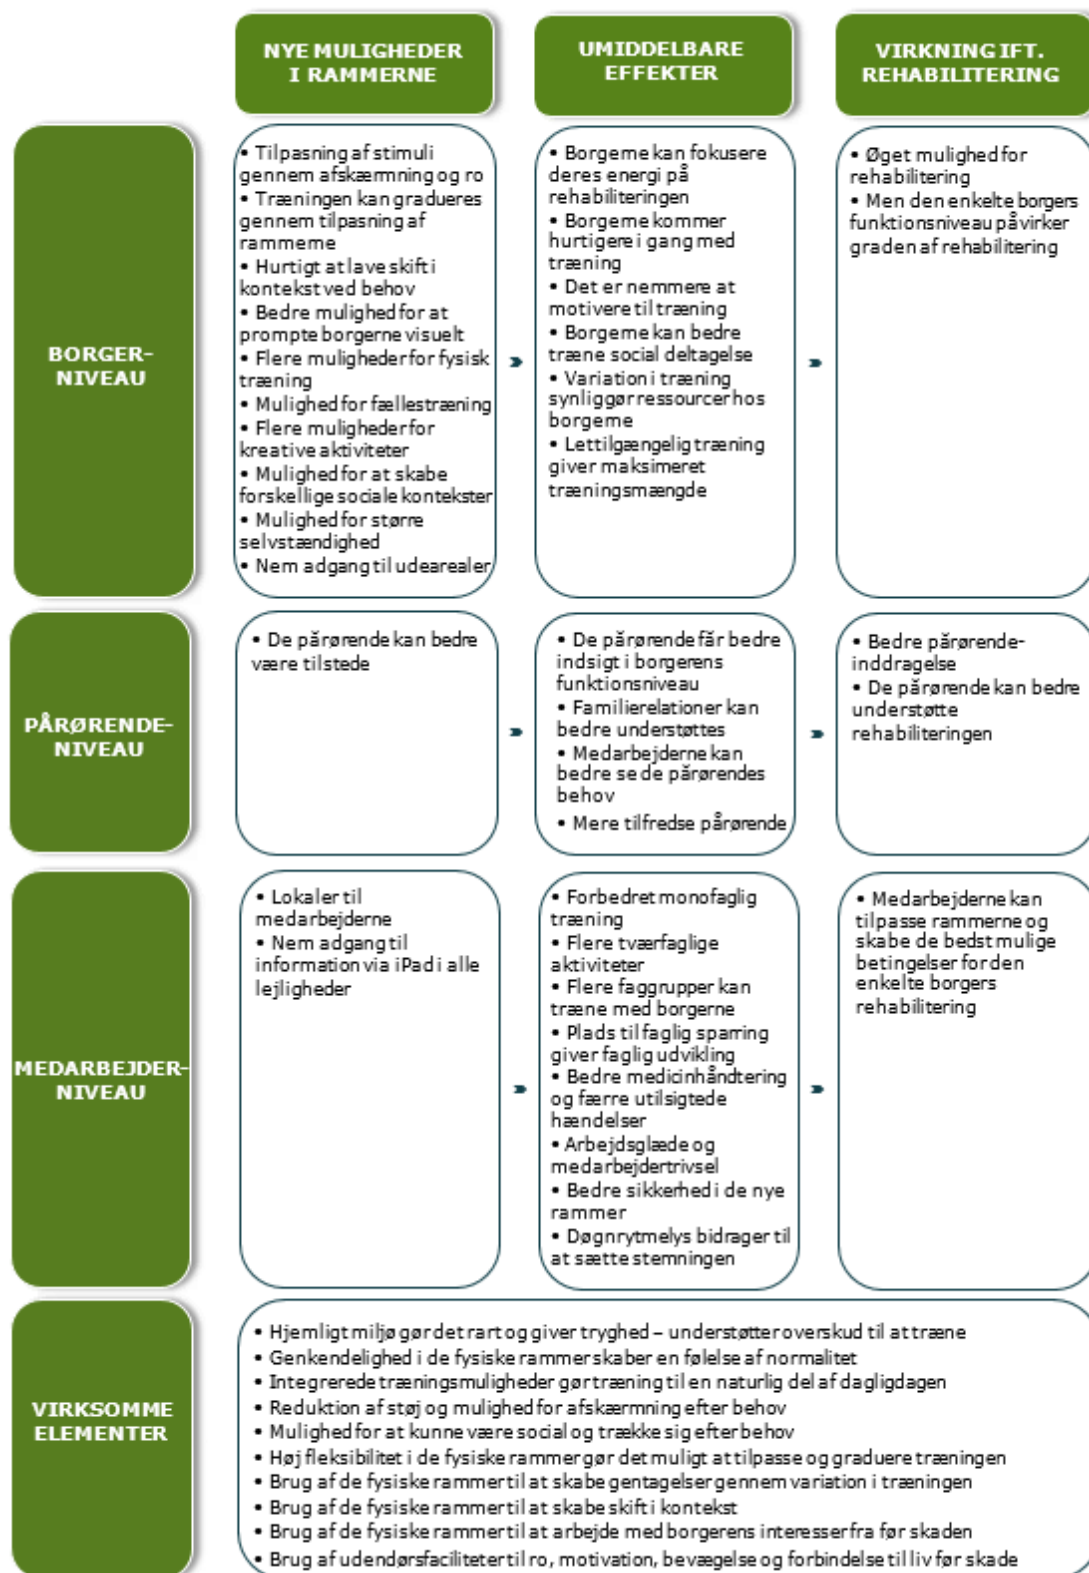 NYE MULIGHEDER
I RAMMERNE
UMIDDELBARE
EFFEKTER
VIRKNING IFT.
REHABILITERING
BORGER-
NIVEAU
• Tilpasning af stimuli
gennem afskærmning og ro
• Træningen kan gradueres
gennem tilpasning af
rammerne
• Hurtigt at lave skift i
kontekst ved behov
• Bedre mulighed for at
prompte borgerne visuelt
• Flere muligheder for fysisk
træning
• Mulighed for fællestræning
• Flere muligheder for
kreative aktiviteter
• Mulighed for at skabe
forskellige sociale kontekster
• Mulighed for større
selvstændighed
• Nem adgang til udearealer
• Borgerne kan fokusere
deres energi på
rehabiliteringen
• Borgerne kommer
hurtigere i gang med
træning
• Det er nemmere at
motivere til træning
• Borgerne kan bedre
træne social deltagelse
• Variation i træning
synliggør ressourcer hos
borgerne
• Lettilgængelig træning
giver maksimeret
træningsmængde
• Øget mulighed for
rehabilitering
• Men den enkelte borgers
funktionsniveau påvirker
graden af rehabilitering
PÅRØRENDE-
NIVEAU
• De pårørende kan bedre
være tilstede
• De pårørende får bedre
indsigt i borgerens
funktionsniveau
• Familierelationer kan
bedre understøttes
• Medarbejderne kan
bedre se de pårørendes
behov
• Mere tilfredse pårørende
• Bedre pårørende-
inddragelse
• De pårørende kan bedre
understøtte
rehabiliteringen
MEDARBEJDER-
NIVEAU
• Lokaler til
medarbejderne
• Nem adgang til
information via iPad i alle
lejligheder
• Forbedret monofaglig
træning
• Flere tværfaglige
aktiviteter
• Flere faggrupper kan
træne med borgerne
• Plads til faglig sparring
giver faglig udvikling
• Bedre medicinhåndtering
og færre utilsigtede
hændelser
• Arbejdsglæde og
medarbejdertrivsel
• Bedre sikkerhed i de nye
rammer
• Døgnrytmelys bidrager til
at sætte stemningen
• Medarbejderne kan
tilpasse rammerne og
skabe de bedst mulige
betingelser for den
enkelte borgers
rehabilitering
VIRKSOMME
ELEMENTER
• Hjemligt miljø gør det rart og giver tryghed – understøtter overskud til at træne
• Genkendelighed i de fysiske rammer skaber en følelse af normalitet
• Integrerede træningsmuligheder gør træning til en naturlig del af dagligdagen
• Reduktion af støj og mulighed for afskærmning efter behov
• Mulighed for at kunne være social og trække sig efter behov
• Høj fleksibilitet i de fysiske rammer gør det muligt at tilpasse og graduere træningen
• Brug af de fysiske rammer til at skabe gentagelser gennem variation i træningen
• Brug af de fysiske rammer til at skabe skift i kontekst
• Brug af de fysiske rammer til at arbejde med borgerens interesser fra før skaden
• Brug af udendørsfaciliteter til ro, motivation, bevægelse og forbindelse til liv før skade